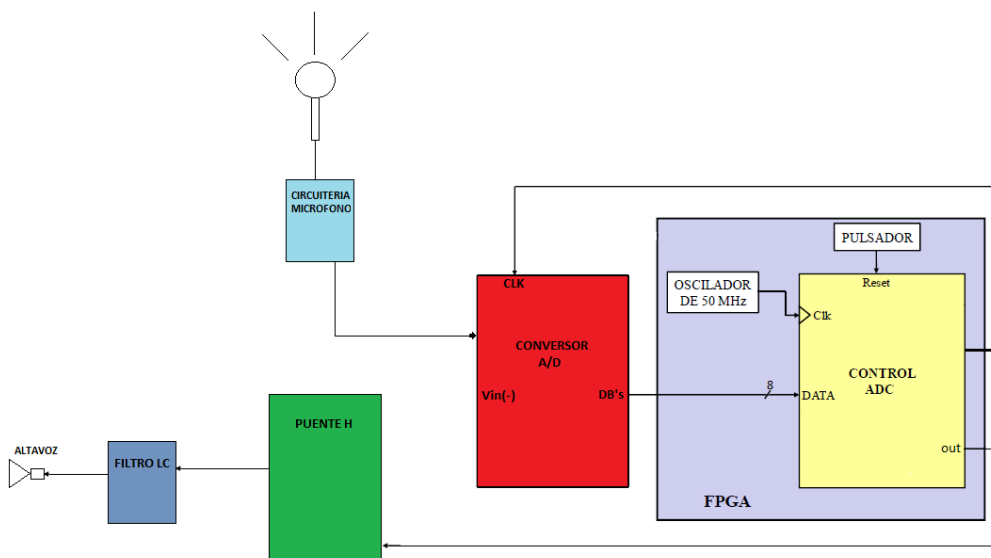 CIRCUITERIA
MICROFONO
PULSADOR
CLK
OSCILADOR
DE 50 MHz
Reset
Clk
CONVERSOR
A/D
CONTROL
ADC
Vin(-)
DB's
8
DATA
PUENTE H
ALTAVOZ
FILTRO LC
out
FPGA